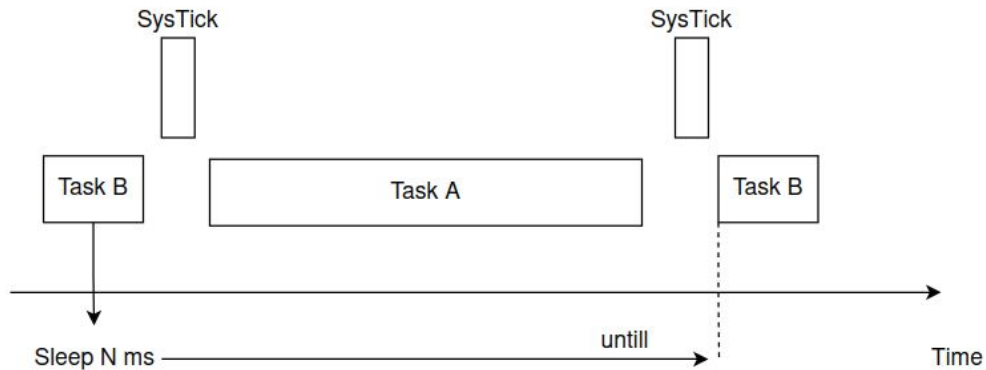 SysTick
SysTick
Task B
Task A
Task B
Sleep N ms
untill
Time